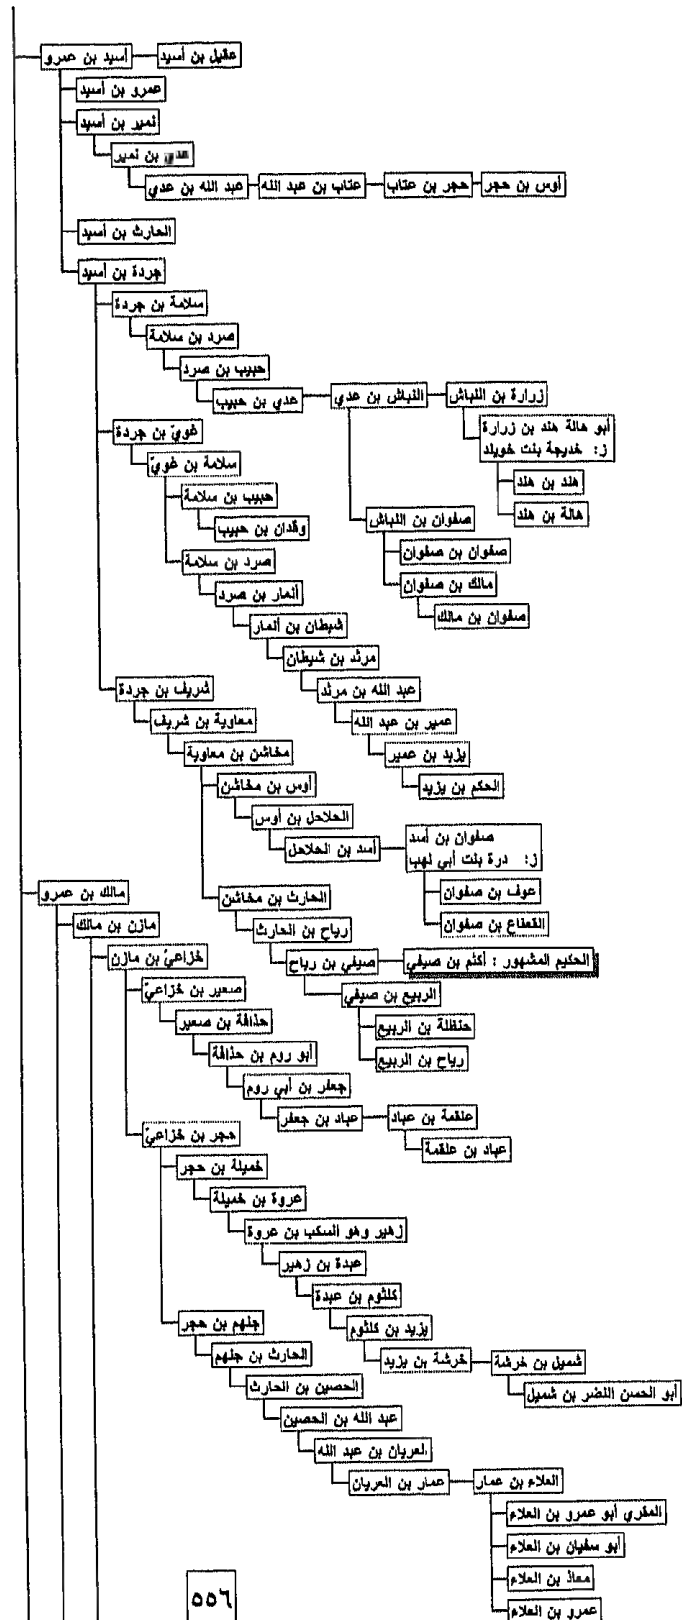 أسيد بن عمرو
عقيل بن أسيد
عمرو بن أسيد
نمير بن أسيد
بن نمير
عبد الله بن عدي
عتاب بن عبد الله
حجر بن عتاب
أوس بن حجر
الحارث بن أسيد
جردة بن أسيد
سلامة بن جردة
صرد بن سلامة
حبيب بن صرد
عدي بن حبيب
النباش بن عدي
زرارة بن النباش
أبو هالة هند بن زرارة
ز: خديجة بنت خويلد
هند بن هند
هالة بن هند
صفوان بن النباش
صفوان بن صفوان
مالك بن صفوان
صفوان بن مالك
غويّ بن جردة
سلامة بن غويّ
حبيب بن سلامة
وقدان بن حبيب
صرد بن سلامة
أنمار بن صرد
شيطان بن أنمار
مرثد بن شيطان
عبد الله بن مرثد
عمير بن عبد الله
يزيد بن عمير
الحكم بن يزيد
شريف بن جردة
معاوية بن شريف
مخاشن بن معاوية
أوس بن مخاشن
الحلاحل بن أوس
أسد بن الحلاحل
صفوان بن أسد
ز: درة بنت أبي لهب
عوف بن صفوان
القعقاع بن صفوان
الحارث بن مخاشن
رياح بن الحارث
صيفي بن رياح
الحكيم المشهور : أكثم بن صيفي
الربيع بن صيفي
حنظلة بن الربيع
رياح بن الربيع
مالك بن عمرو
مازن بن مالك
خزاعيّ بن مازن
صعير بن خزاعيّ
حذافة بن صعير
أبو روم بن حذافة
جعفر بن أبي روم
عباد بن جعفر
علقمة بن عباد
عباد بن علقمة
حجر بن خزاعيّ
خميلة بن حجر
عروة بن خميلة
زهير وهو السكب بن عروة
عبدة بن زهير
كلثوم بن عبدة
يزيد بن كلثوم
خرشة بن يزيد
شميل بن خرشة
أبو الحسن النضر بن شميل
جلهم بن حجر
الحارث بن جلهم
الحصين بن الحارث
عبد الله بن الحصين
لعريان بن عبد الله
عمار بن العريان
العلاء بن عمار
المقري أبو عمرو بن العلاء
أبو سفيان بن العلاء
معاذ بن العلاء
عمرو بن العلاء
٥٥٦